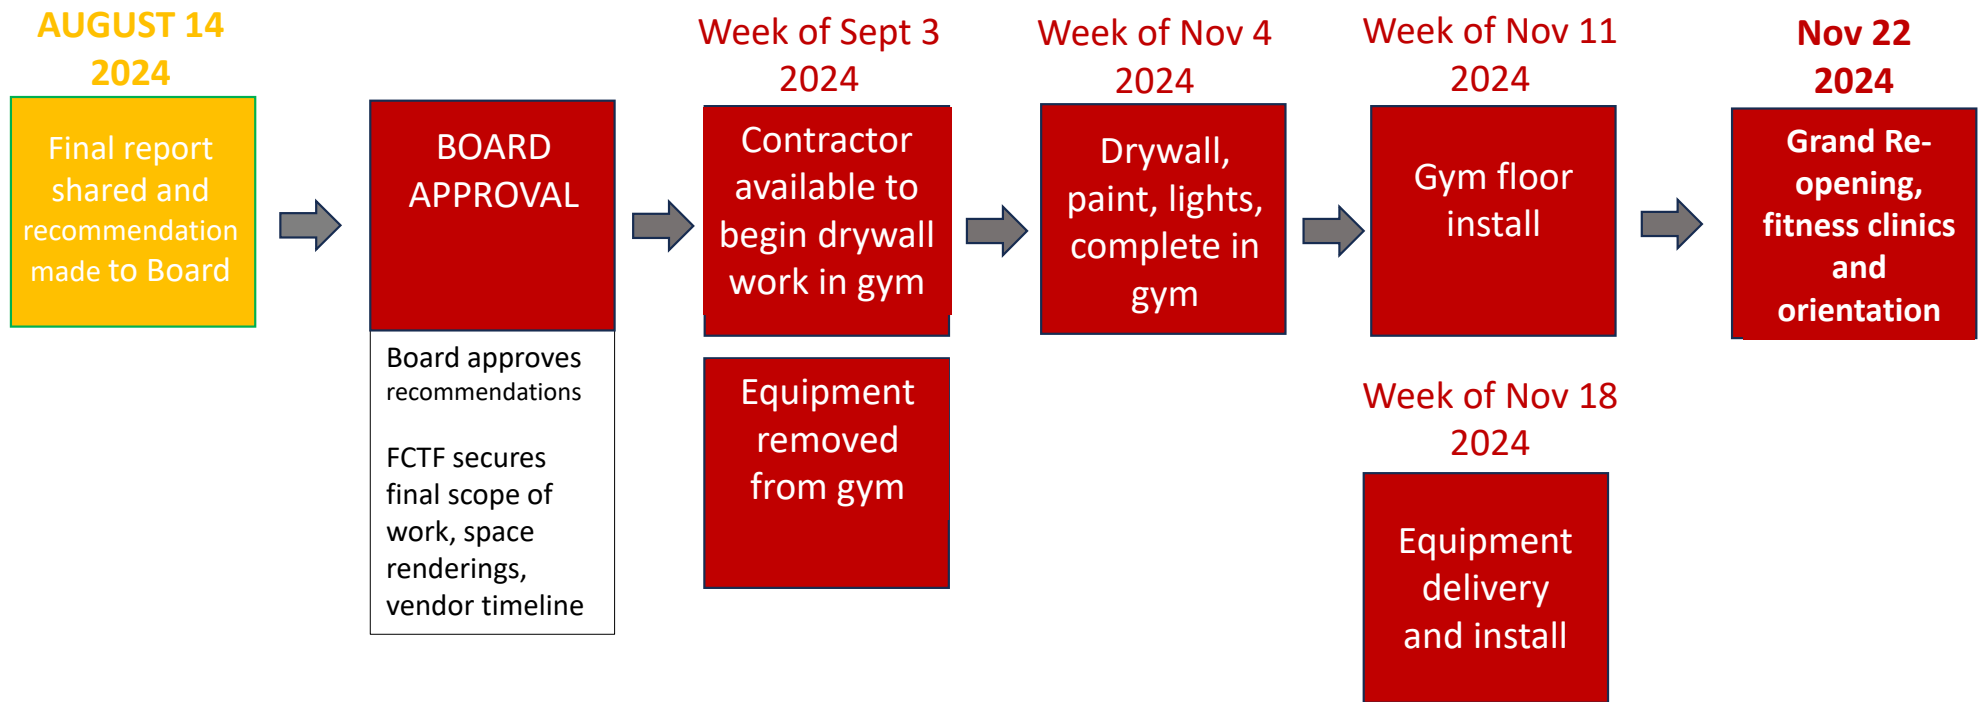 AUGUST 14
2024
Final report
shared and
recommendation
made to Board
BOARD
APPROVAL
Board approves
recommendations
FCTF secures
final scope of
work, space
renderings,
vendor timeline
Week of Sept 3
2024
Contractor
available to
begin drywall
work in gym
Equipment
removed
from gym
Week of Nov 4
2024
Drywall,
paint, lights,
complete in
gym
Week of Nov 11
2024
Gym floor
install
Week of Nov 18
2024
Equipment
delivery
and install
Nov 22
2024
Grand Re-
opening,
fitness clinics
and
orientation